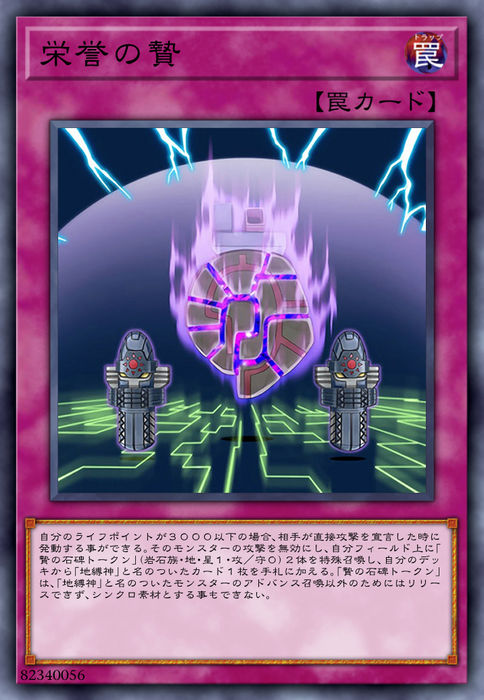 栄誉の贄
トラップ
罠
【罠カード】
自分のライフポイントが3000以下の場合、相手が直接攻撃を宣言した時に
発動する事ができる。そのモンスターの攻撃を無効にし、自分フィールド上に「
贄の石碑トークン」(岩石族・地・星1・攻/守0)2体を特殊召喚し、自分のデッ
キから「地縛神」と名のついたカード1枚を手札に加える。「贄の石碑トークン」
は、「地縛神」と名のついたモンスターのアドバンス召喚以外のためにはリリー
スできず、シンクロ素材とする事もできない。
82340056